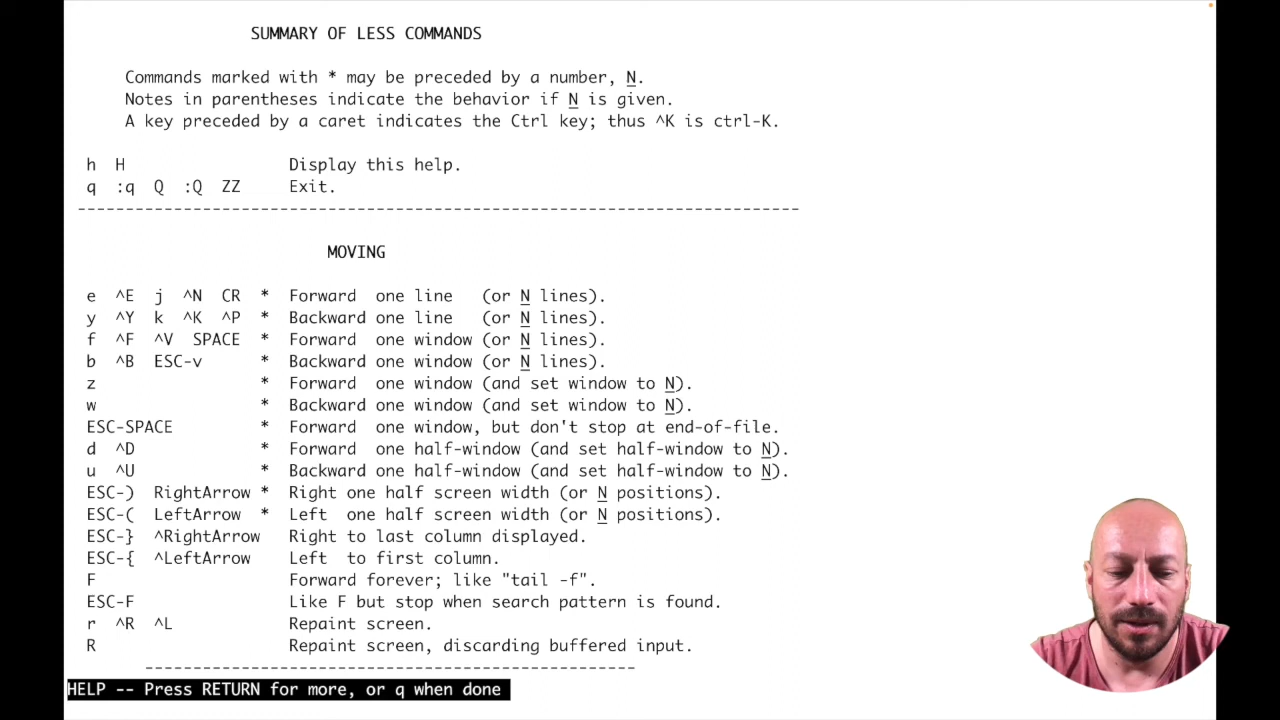 SUMMARY OF LESS COMMANDS
Commands marked with * may be preceded by a number, N.
Notes in parentheses indicate the behavior if N is given.
A key preceded by a caret indicates the Ctrl key; thus ^K is ctrl-K.
h H Display this help.
q :q Q :Q ZZ Exit.
---------------------------------------------------------------------------
MOVING
e ^E j ^N CR * Forward one line (or N lines).
y ^Y k ^K ^P * Backward one line (or N lines).
f ^F ^V SPACE * Forward one window (or N lines).
b ^B ESC-v * Backward one window (or N lines).
z * Forward one window (and set window to N).
w * Backward one window (and set window to N).
ESC-SPACE * Forward one window, but don't stop at end-of-file.
d ^D * Forward one half-window (and set half-window to N).
u ^U * Backward one half-window (and set half-window to N).
ESC-) RightArrow * Right one half screen width (or N positions).
ESC-( LeftArrow * Left one half screen width (or N positions).
ESC-} ^RightArrow Right to last column displayed.
ESC-{ ^LeftArrow Left to first column.
F Forward forever; like "tail -f".
ESC-F Like F but stop when search pattern is found.
r ^R ^L Repaint screen.
R Repaint screen, discarding buffered input.
---------------------------------------------------
HELP -- Press RETURN for more, or q when done